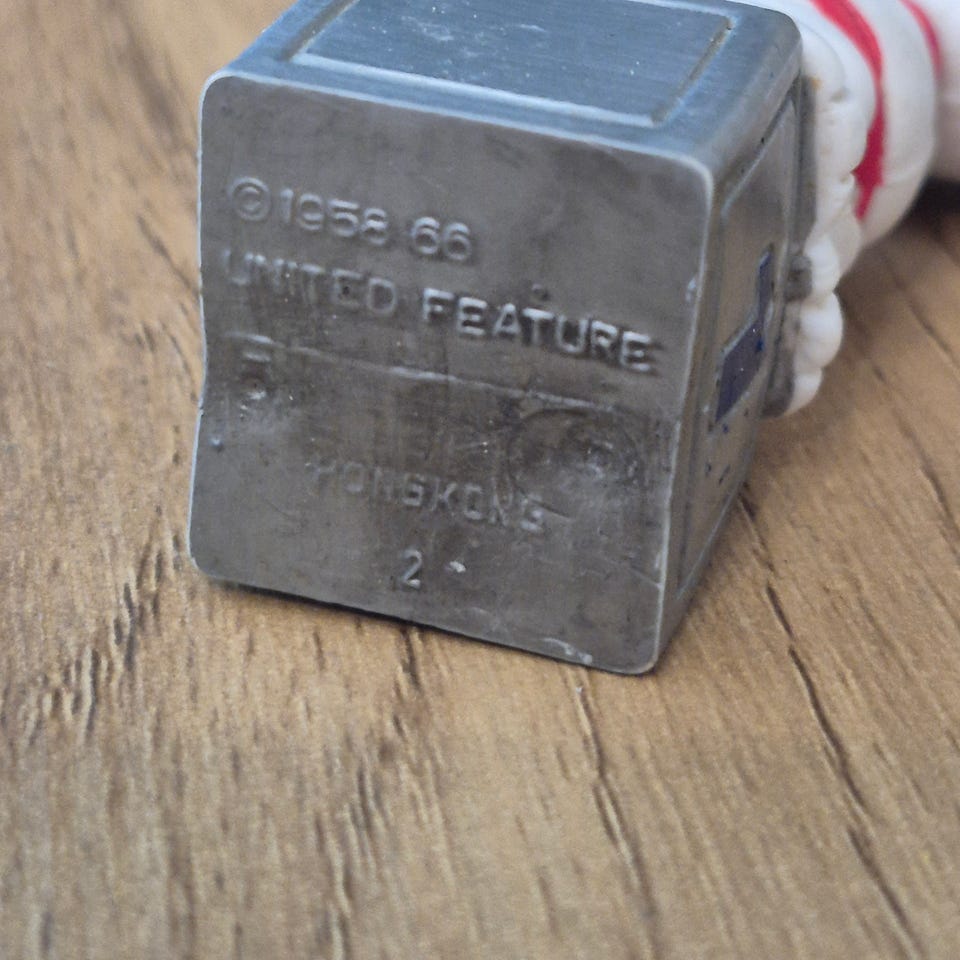 © 1958 66
UNITED FEATURE
HONGKONG
2